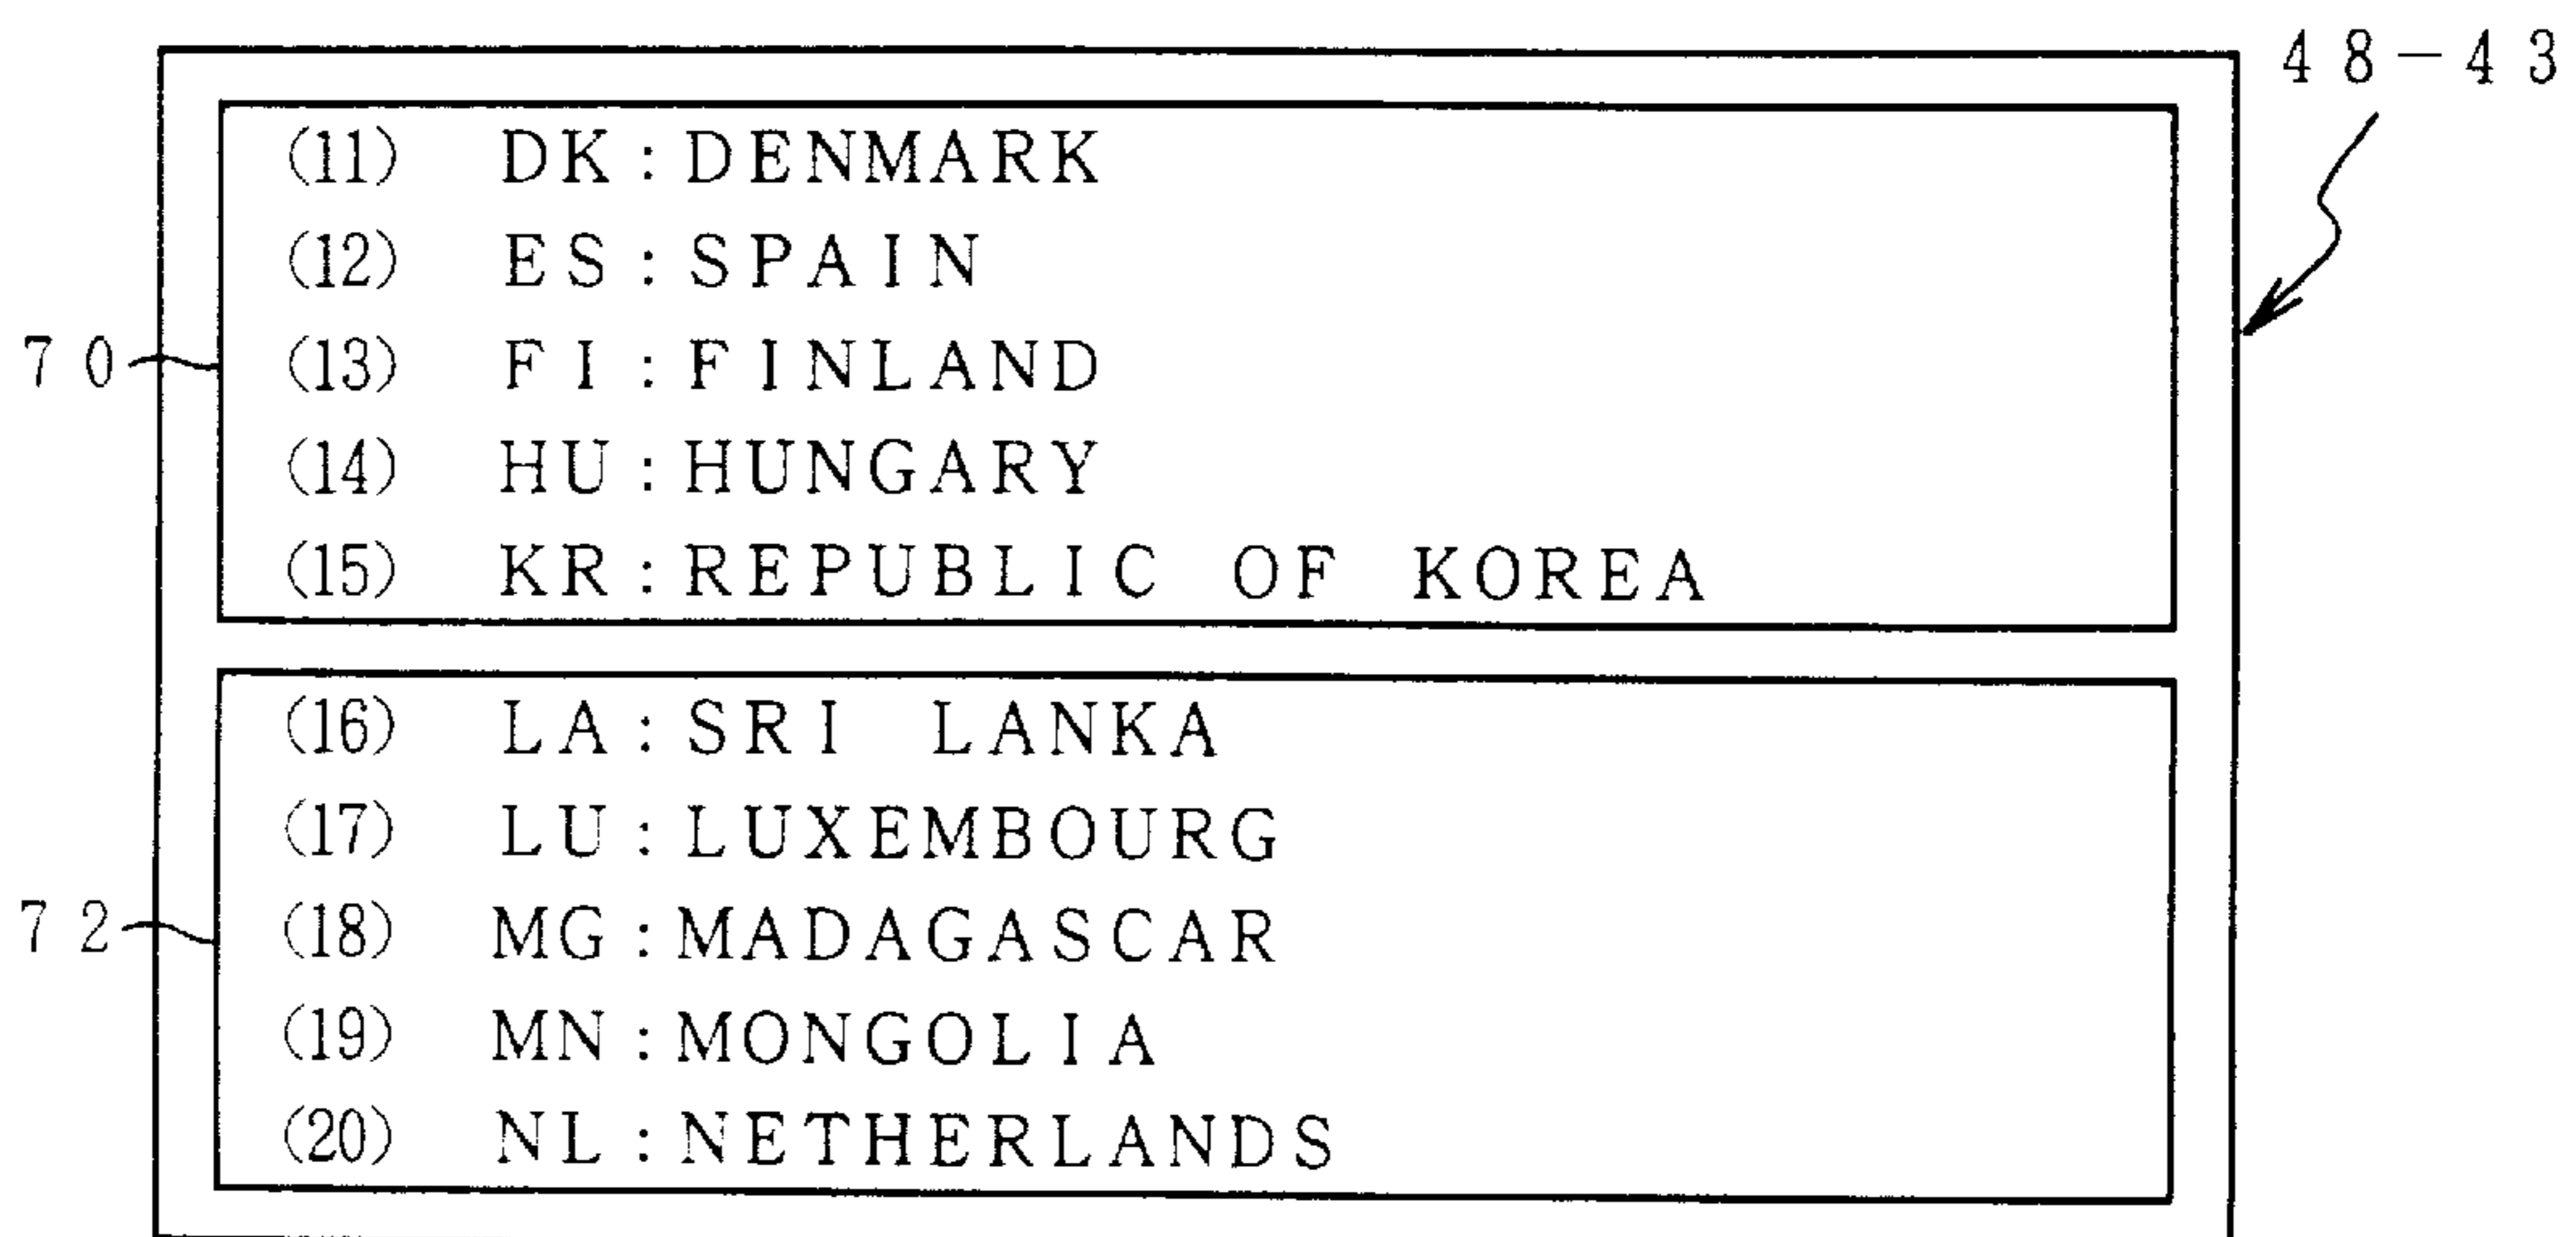 48-43
(11) DK:DENMARK
(12) ES:SPAIN
70
(13) FI:FINLAND
(14) HU:HUNGARY
(15) KR:REPUBLIC OF KOREA
(16) LA:SRI LANKA
(17) LU:LUXEMBOURG
72
(18) MG:MADAGASCAR
(19) MN:MONGOLIA
(20) NL:NETHERLANDS